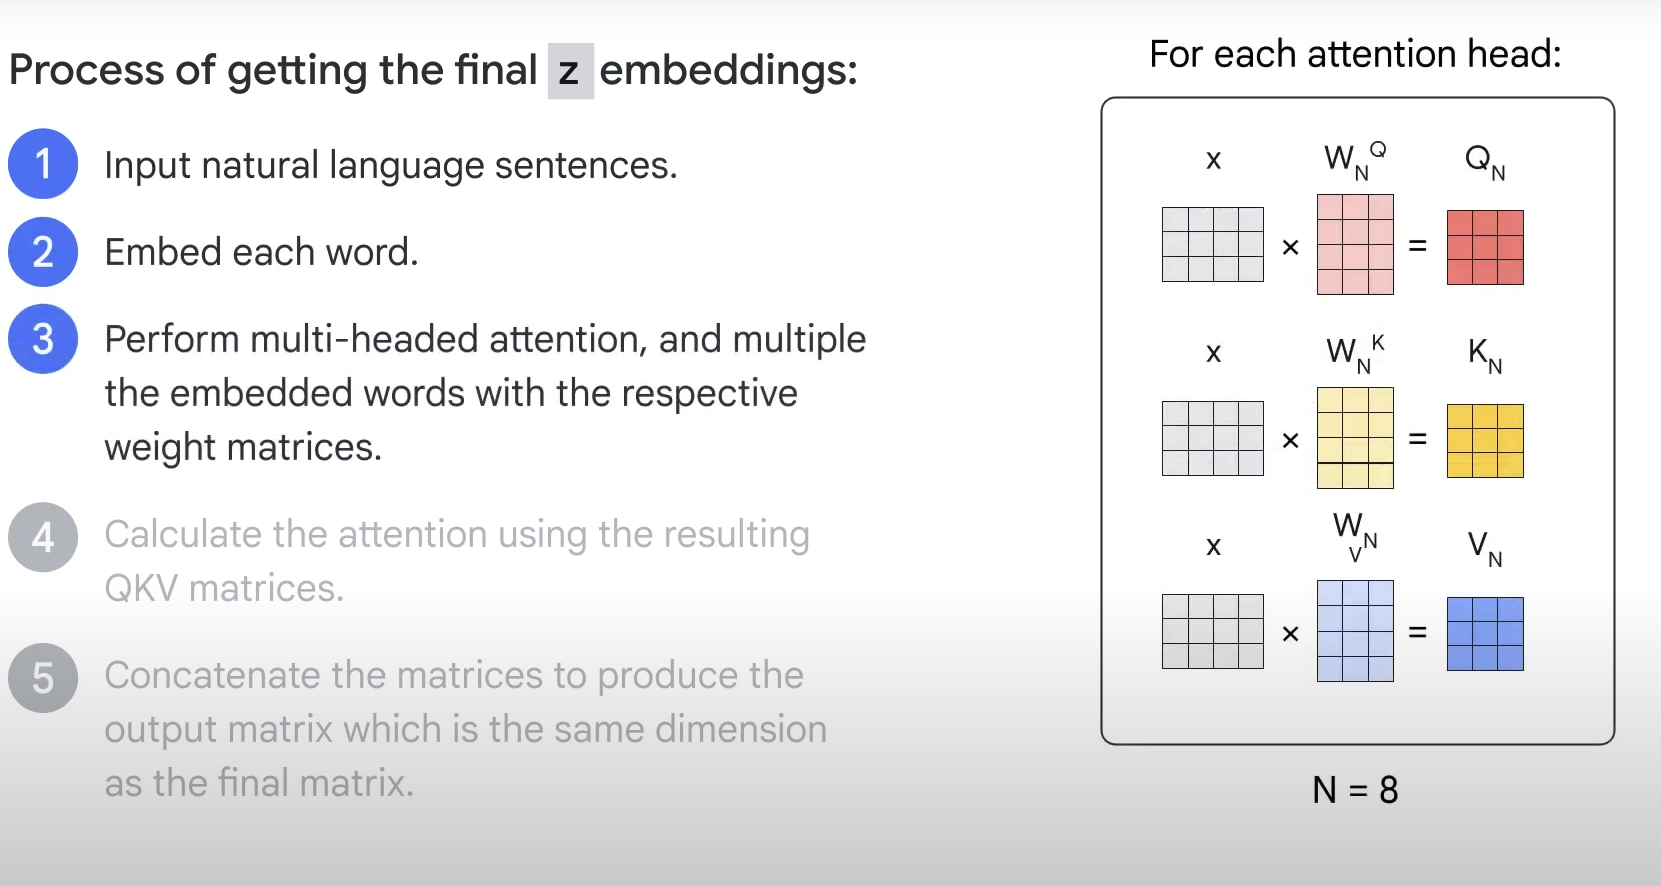 Process of getting the final z embeddings:
1 Input natural language sentences.
2 Embed each word.
3 Perform multi-headed attention, and multiple
the embedded words with the respective
weight matrices.
4 Calculate the attention using the resulting
QKV matrices.
5 Concatenate the matrices to produce the
output matrix which is the same dimension
as the final matrix.
For each attention head:
x W_N^Q Q_N
× =
x W_N^K K_N
× =
x W_V^N V_N
× =
N = 8